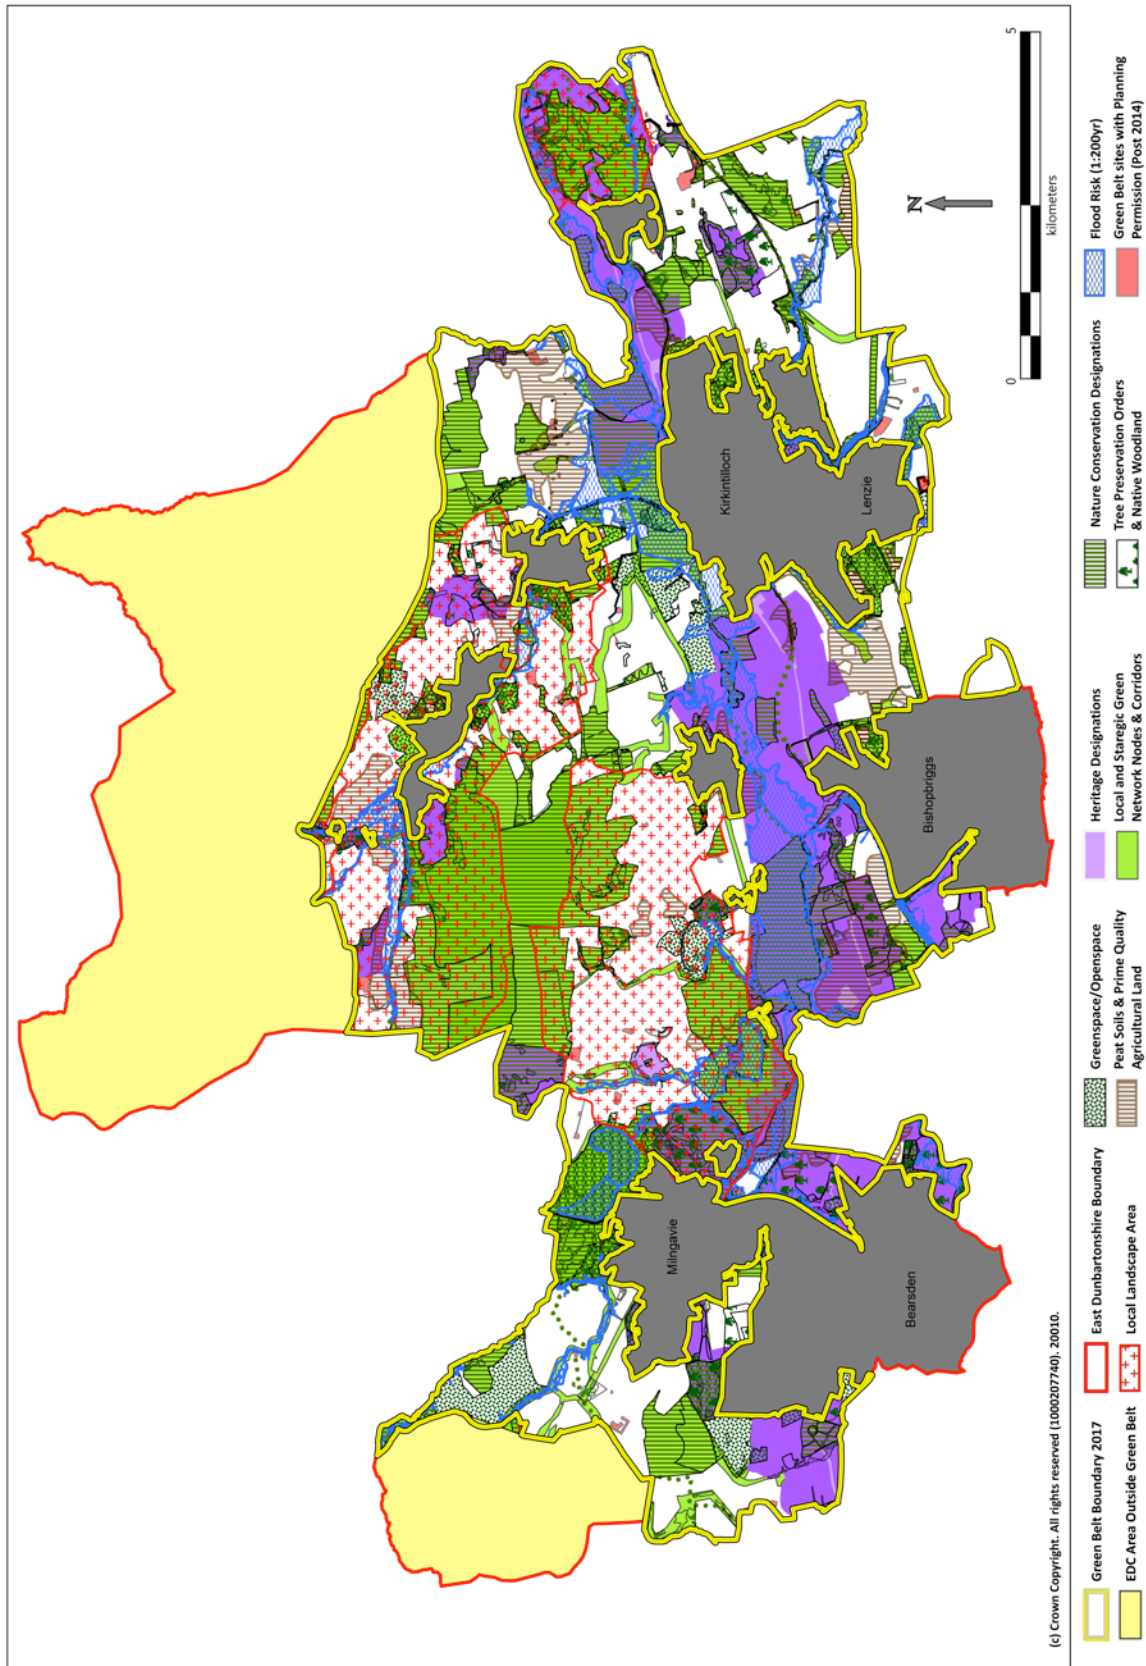 Kirkintilloch
Lenzie
Milngavie
Bishopbriggs
Bearsden
N
0
5
kilometers
(c) Crown Copyright. All rights reserved (1000207740). 20010.
Green Belt Boundary 2017
East Dunbartonshire Boundary
Greenspace/Openspace
Heritage Designations
Nature Conservation Designations
Flood Risk (1:200yr)
EDC Area Outside Green Belt
Local Landscape Area
Peat Soils & Prime Quality
Agricultural Land
Local and Staregic Green
Network Nodes & Corridors
Tree Preservation Orders
& Native Woodland
Green Belt sites with Planning
Permission (Post 2014)